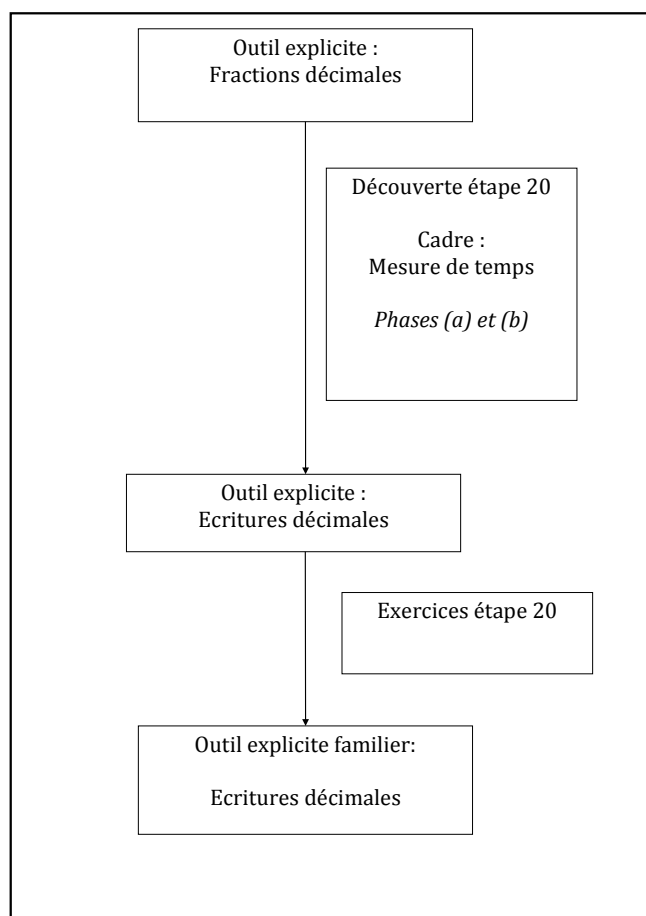 Outil explicite :
Fractions décimales
Découverte étape 20
Cadre :
Mesure de temps
Phases (a) et (b)
Outil explicite :
Ecritures décimales
Exercices étape 20
Outil explicite familier:
Ecritures décimales